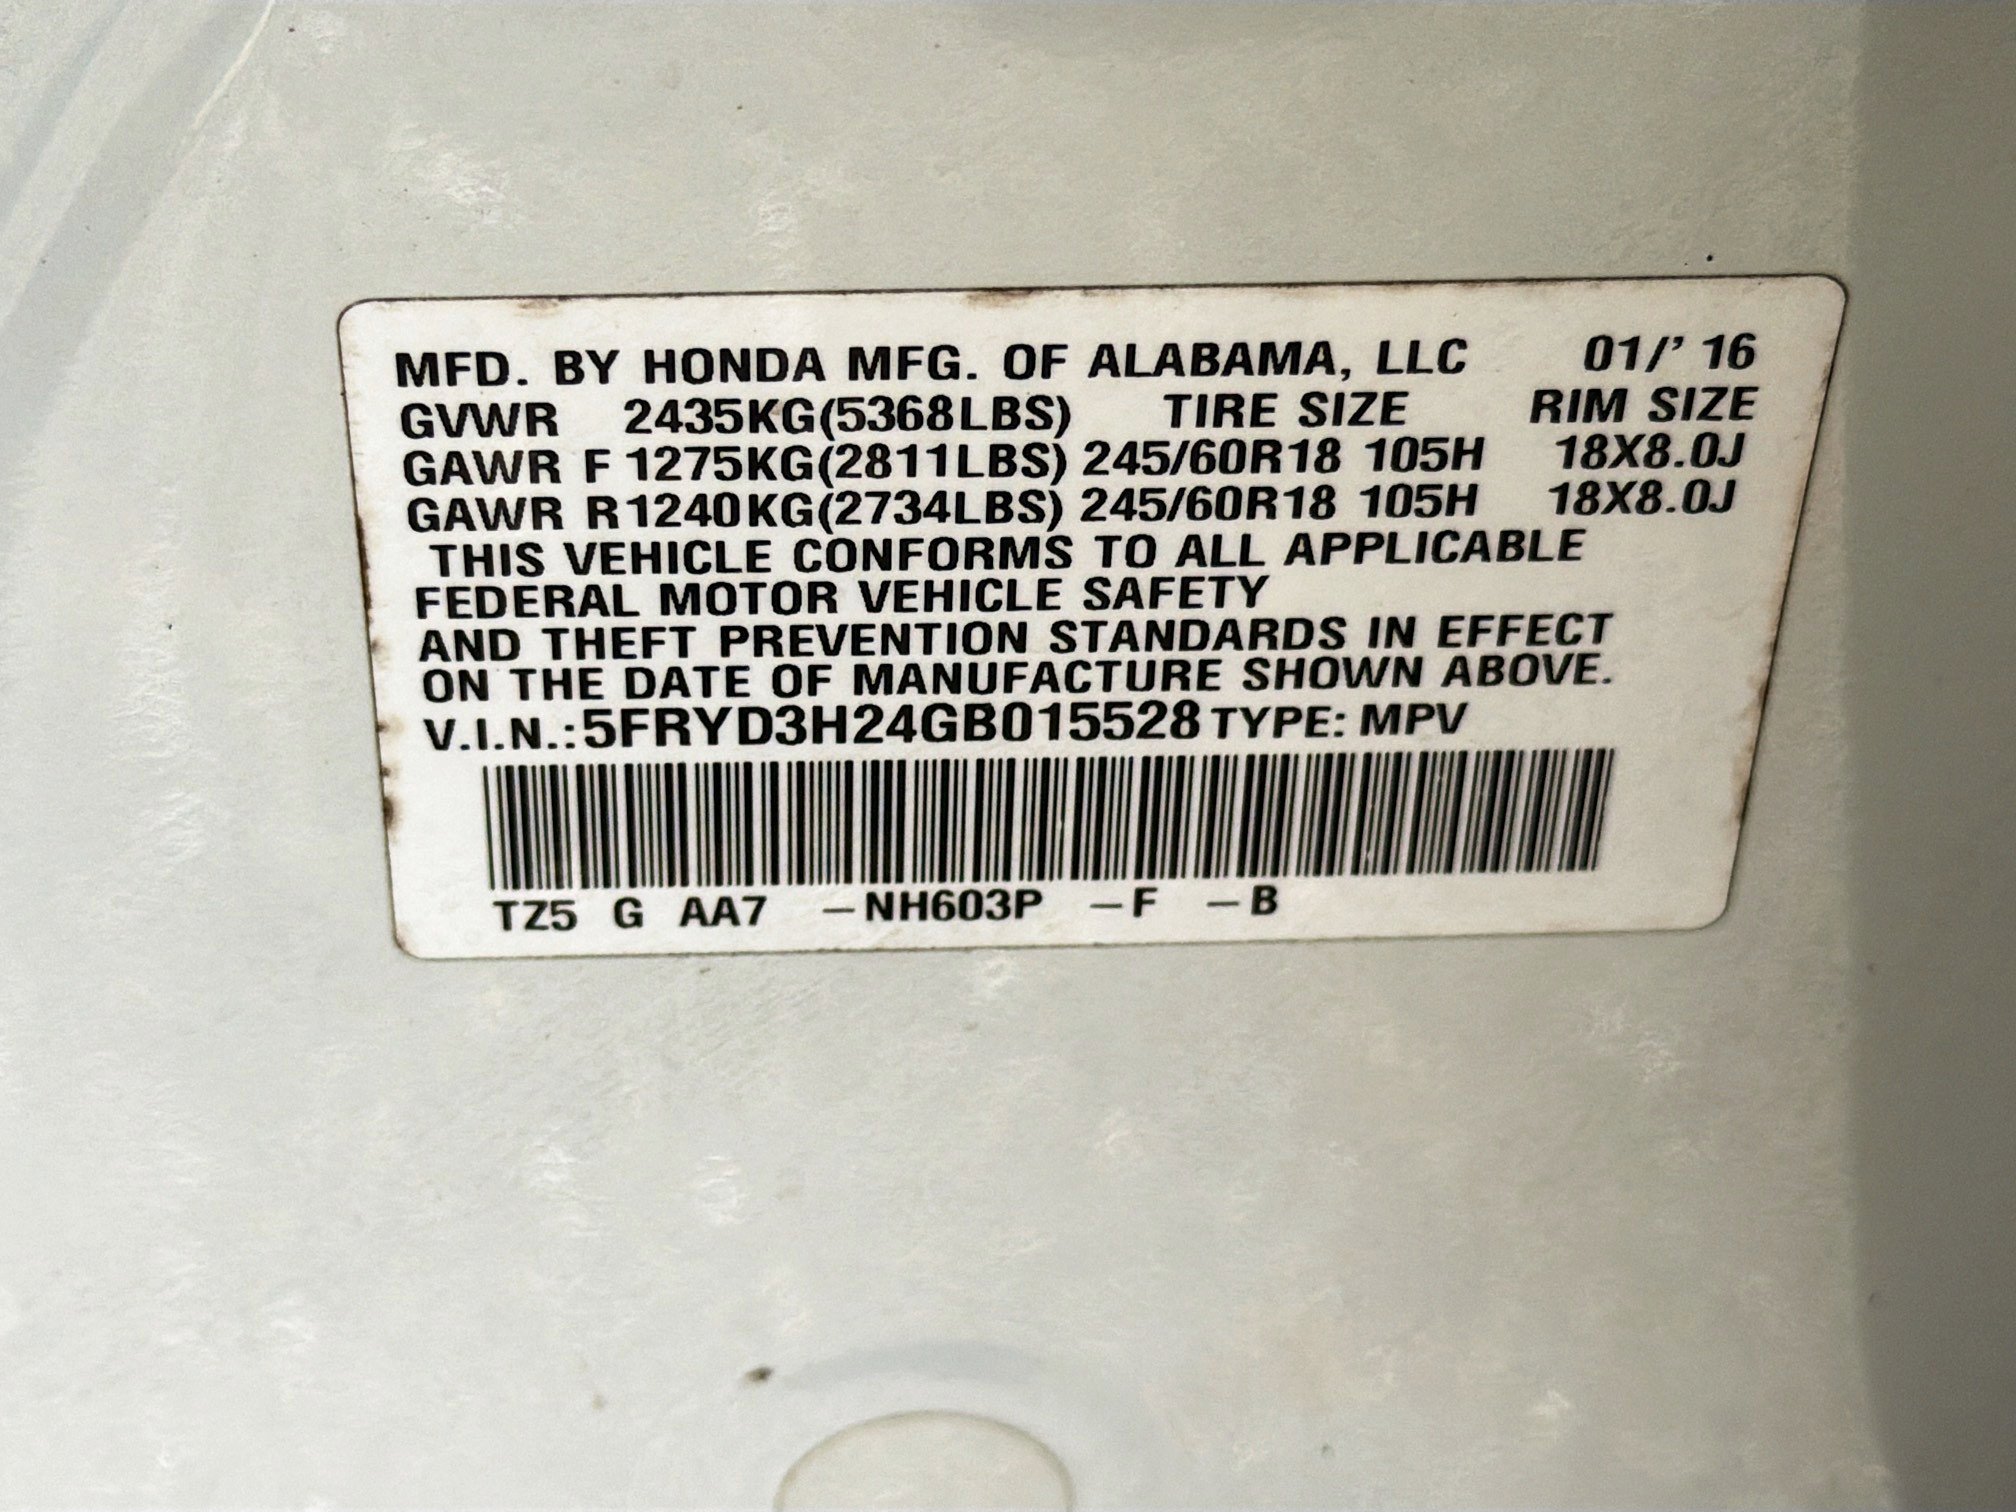 MFD. BY HONDA MFG. OF ALABAMA, LLC 01/' 16
GVWR 2435KG(5368LBS) TIRE SIZE RIM SIZE
GAWR F 1275KG(2811LBS) 245/60R18 105H 18X8.0J
GAWR R 1240KG(2734LBS) 245/60R18 105H 18X8.0J
THIS VEHICLE CONFORMS TO ALL APPLICABLE
FEDERAL MOTOR VEHICLE SAFETY
AND THEFT PREVENTION STANDARDS IN EFFECT
ON THE DATE OF MANUFACTURE SHOWN ABOVE.
V.I.N.:5FRYD3H24GB015528 TYPE: MPV
TZ5 G AA7 –NH603P –F –B